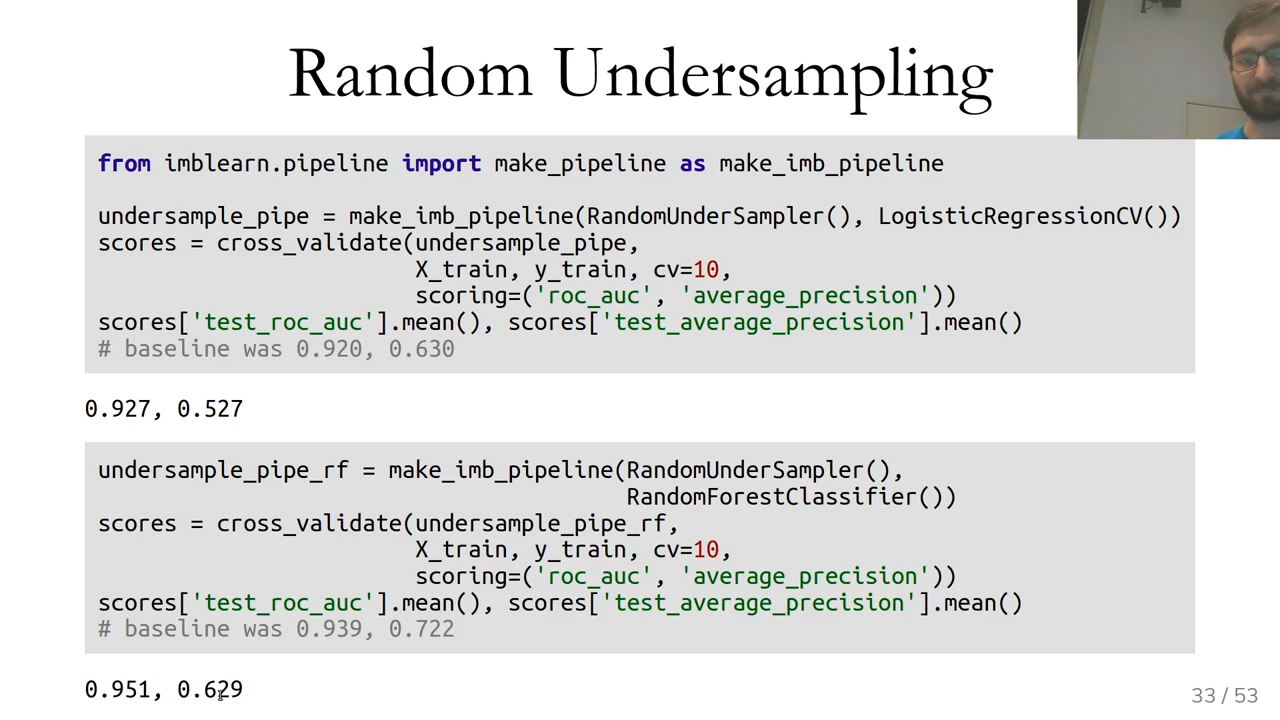 Random Undersampling
from imblearn.pipeline import make_pipeline as make_imb_pipeline
undersample_pipe = make_imb_pipeline(RandomUnderSampler(), LogisticRegressionCV())
scores = cross_validate(undersample_pipe,
X_train, y_train, cv=10,
scoring=('roc_auc', 'average_precision'))
scores['test_roc_auc'].mean(), scores['test_average_precision'].mean()
# baseline was 0.920, 0.630
0.927, 0.527
undersample_pipe_rf = make_imb_pipeline(RandomUnderSampler(),
RandomForestClassifier())
scores = cross_validate(undersample_pipe_rf,
X_train, y_train, cv=10,
scoring=('roc_auc', 'average_precision'))
scores['test_roc_auc'].mean(), scores['test_average_precision'].mean()
# baseline was 0.939, 0.722
0.951, 0.629
33 / 53